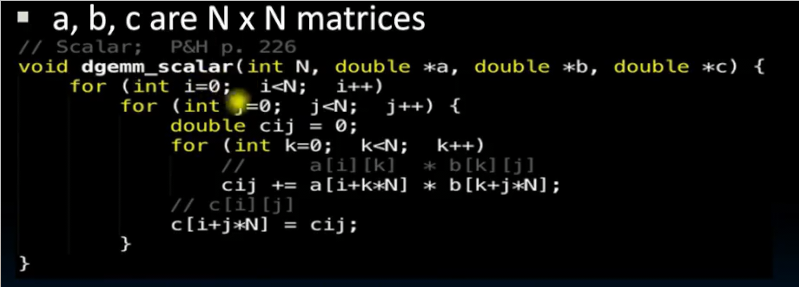 ▪ a, b, c are N x N matrices
// Scalar;  P&H p. 226
void dgemm_scalar(int N, double *a, double *b, double *c) {
    for (int i=0;  i<N;  i++)
        for (int j=0;  j<N;  j++) {
            double cij = 0;
            for (int k=0;  k<N;  k++)
                //     a[i][k]  * b[k][j]
                cij += a[i+k*N] * b[k+j*N];
            // c[i][j]
            c[i+j*N] = cij;
        }
}